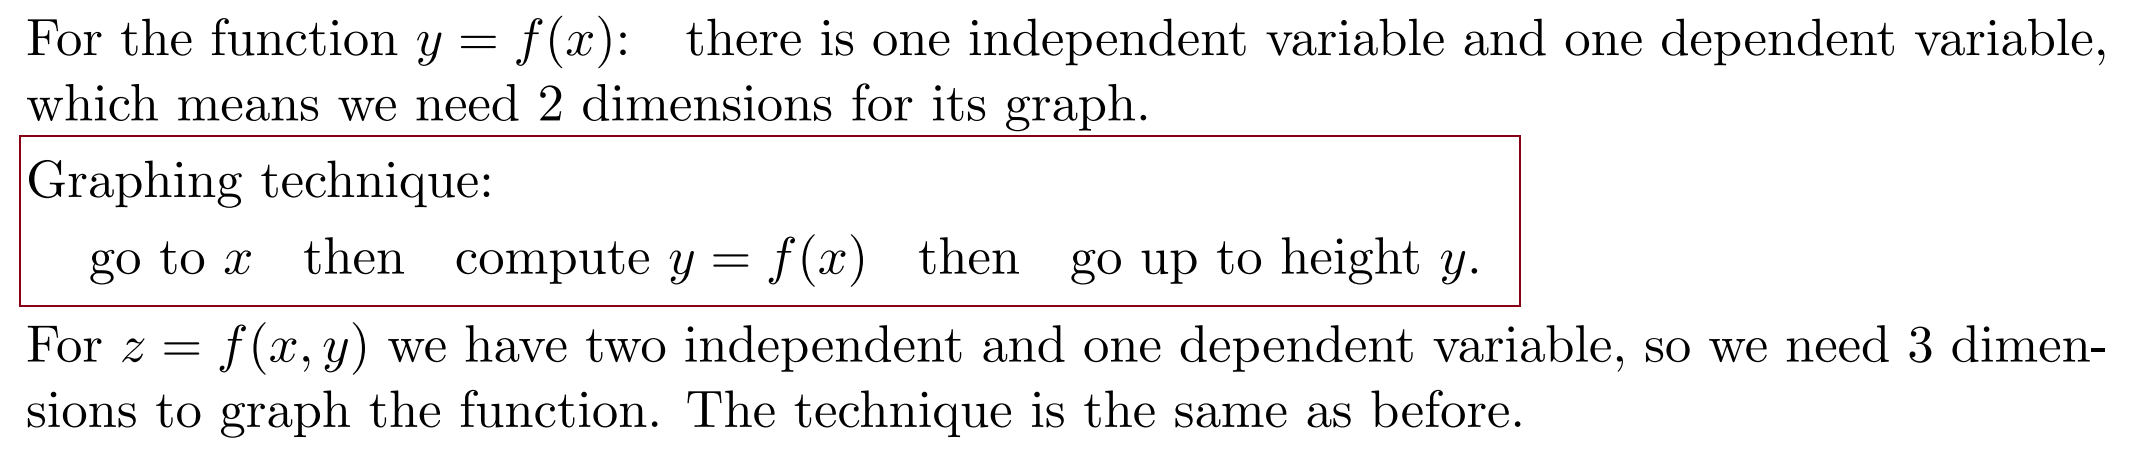 For the function y = f(x): there is one independent variable and one dependent variable,
which means we need 2 dimensions for its graph.
Graphing technique:
go to x then compute y = f(x) then go up to height y.
For z = f(x, y) we have two independent and one dependent variable, so we need 3 dimen-
sions to graph the function. The technique is the same as before.